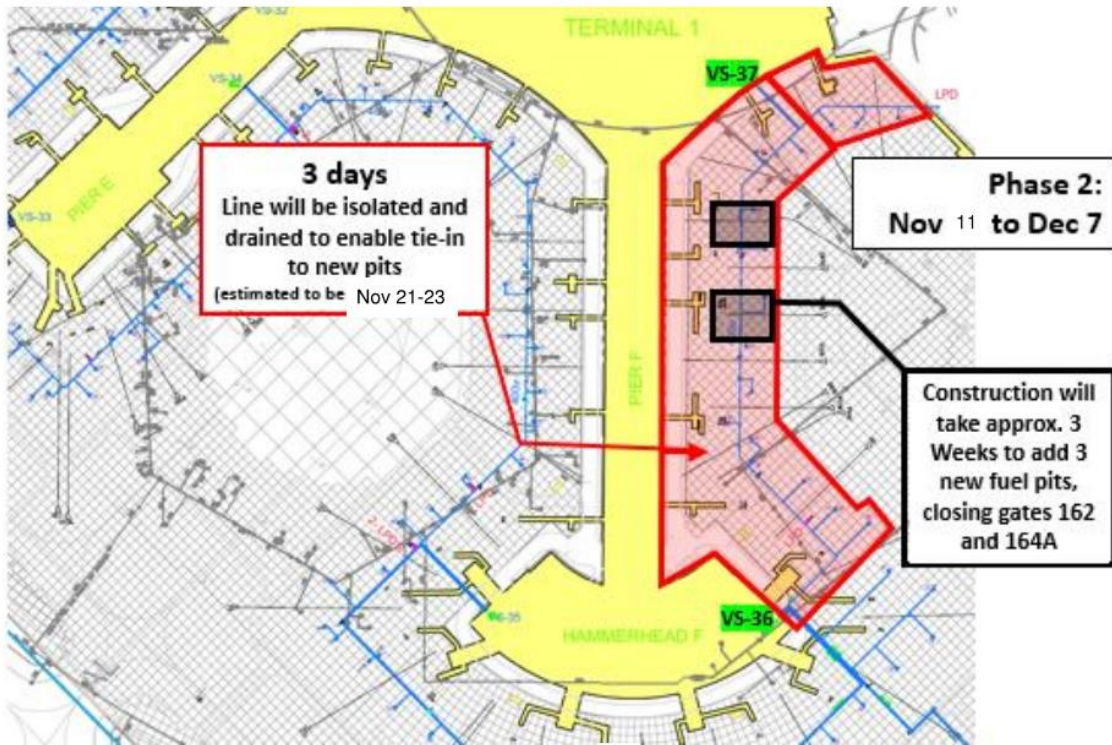 VS-32
TERMINAL 1
VS-34
VS-37
LPD
3 days
Line will be isolated and
drained to enable tie-in
to new pits
(estimated to be Nov 21-23
Phase 2:
Nov 11 to Dec 7
PIER E
VS-33
PIER F
Construction will
take approx. 3
Weeks to add 3
new fuel pits,
closing gates 162
and 164A
VS-36
HAMMERHEAD F